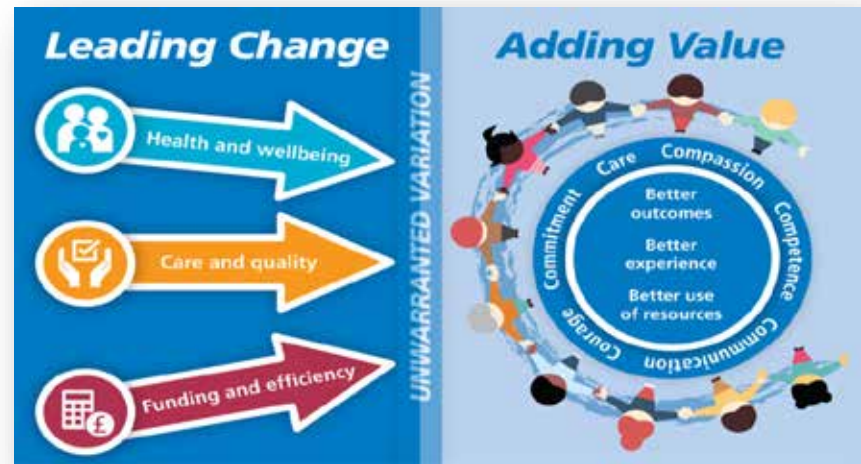 Leading Change
Health and wellbeing
Care and quality
Funding and efficiency
£
UNWARRANTED VARIATION
Adding Value
Care Compassion Competence Communication Courage Commitment
Better
outcomes
Better
experience
Better use
of resources